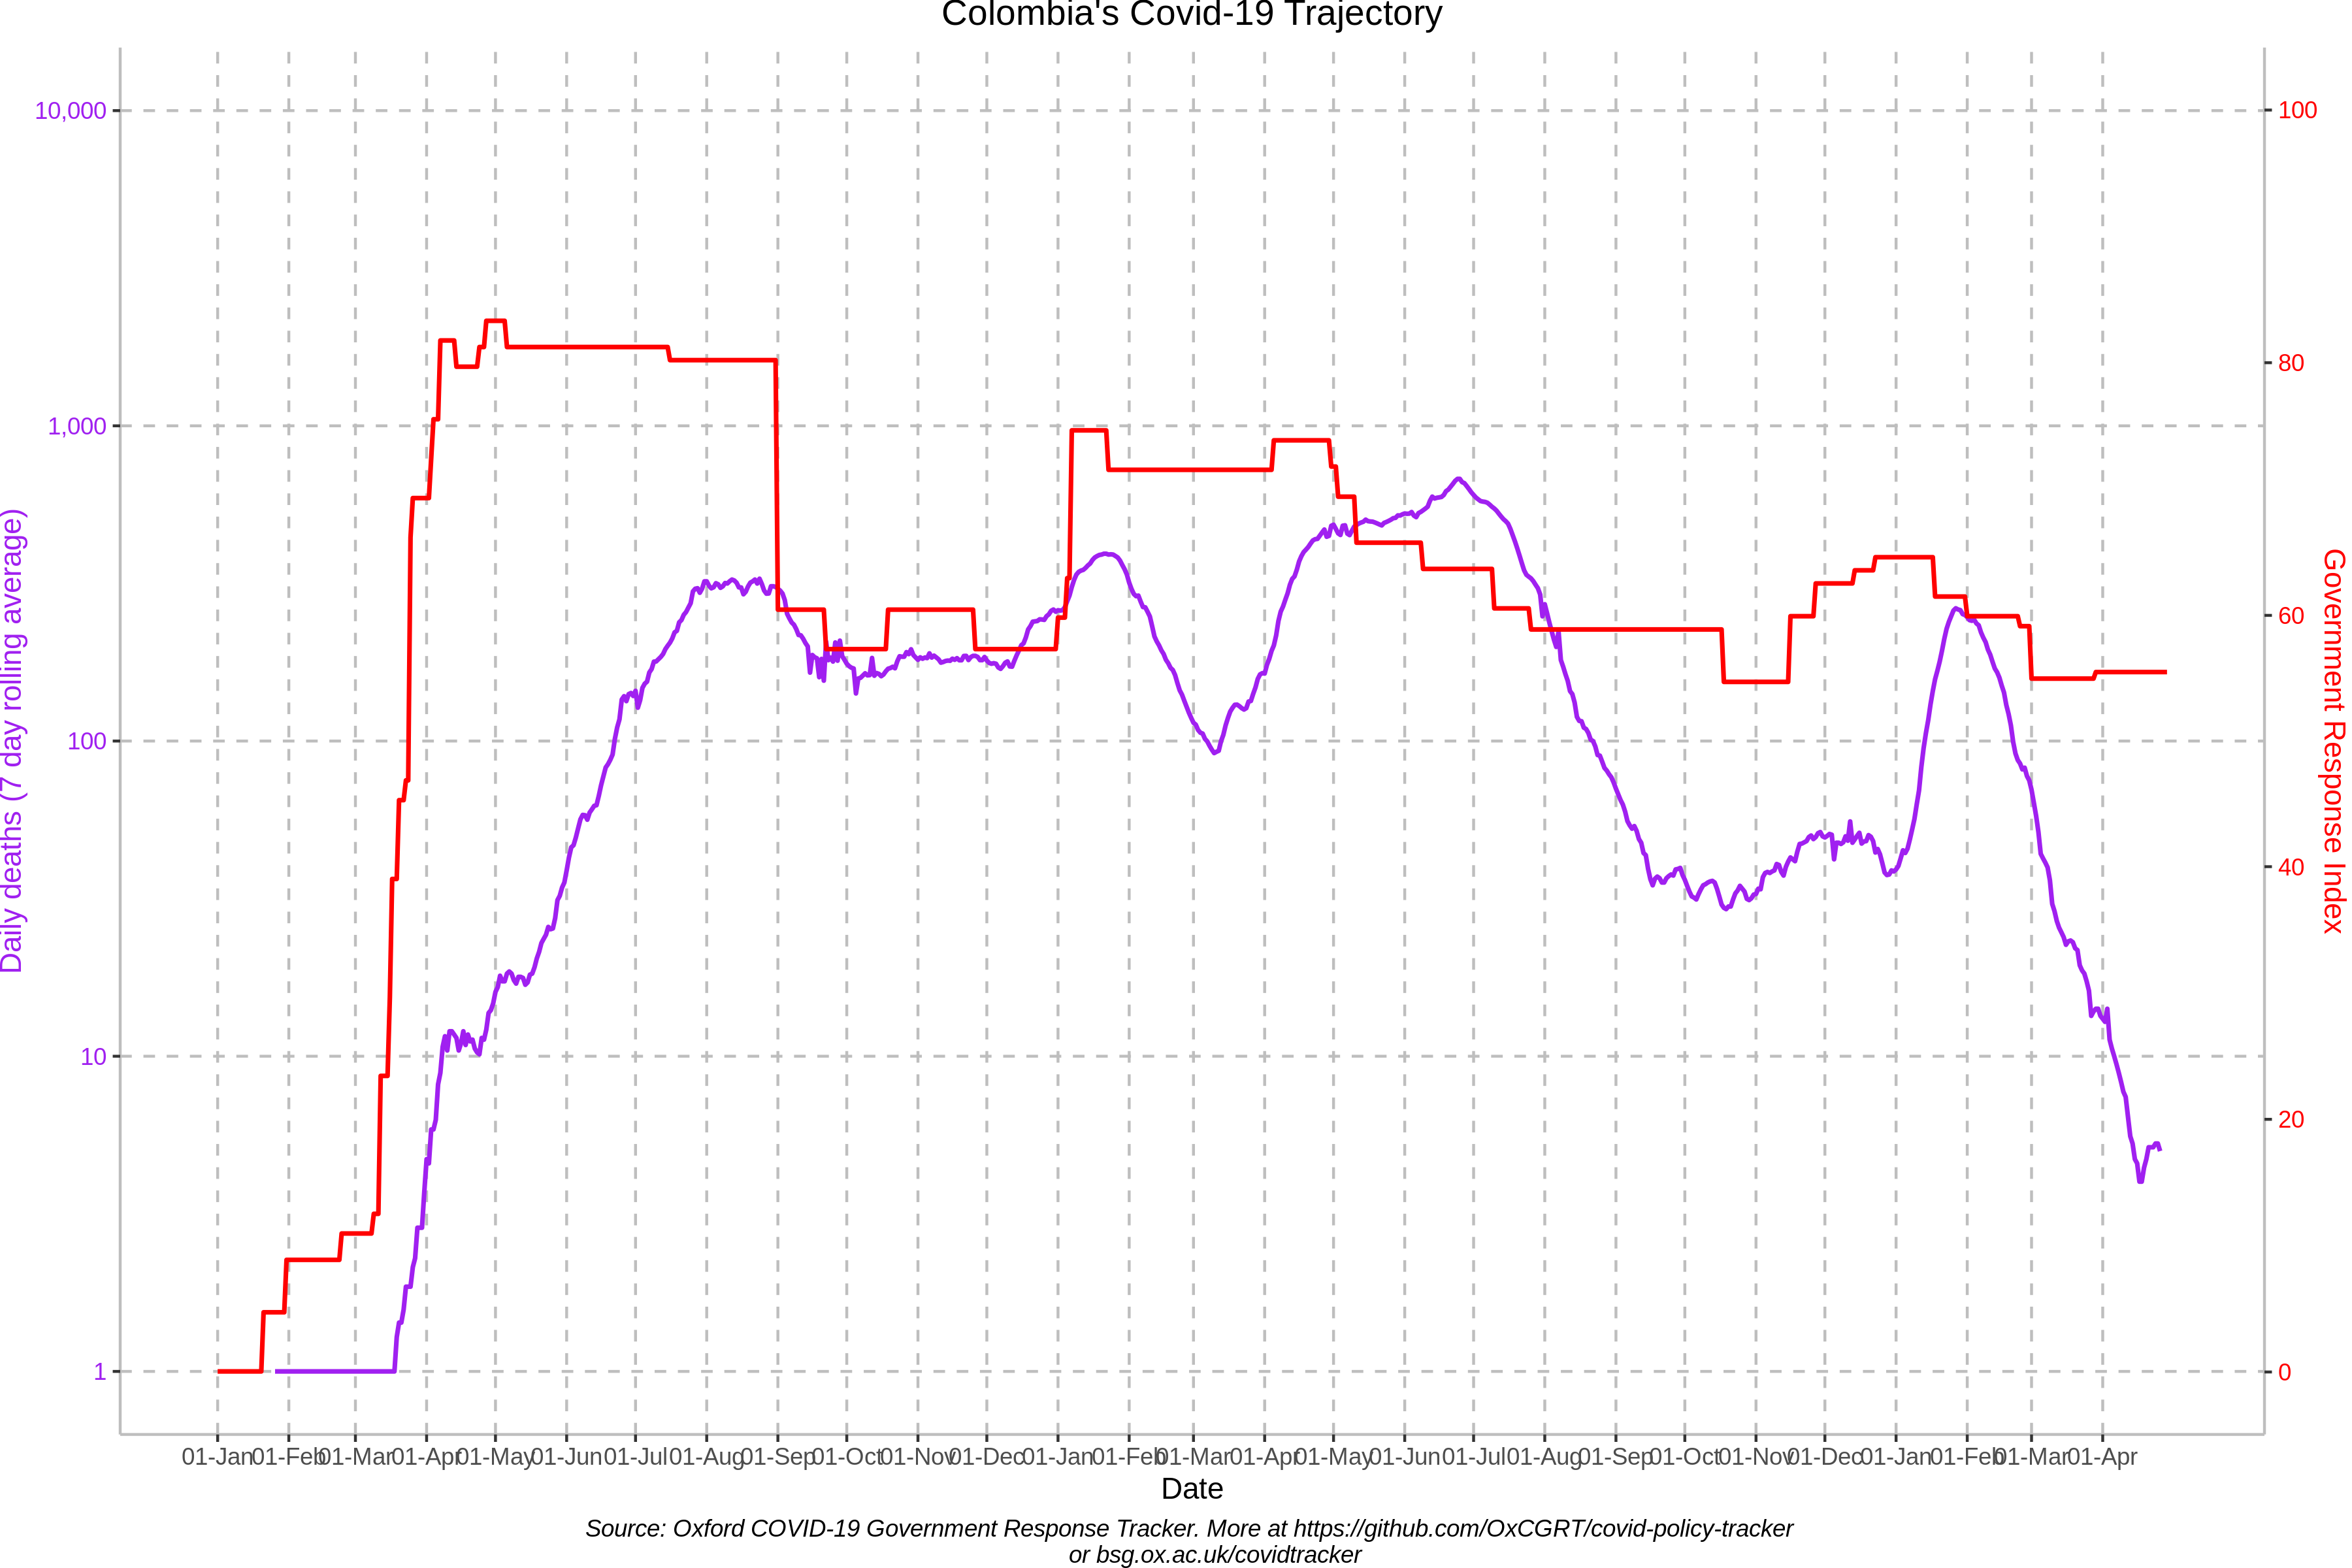 Colombia's Covid-19 Trajectory
10,000
1,000
100
10
1
Daily deaths (7 day rolling average)
100
80
60
40
20
0
Government Response Index
01-Jan 01-Feb 01-Mar 01-Apr 01-May 01-Jun 01-Jul 01-Aug 01-Sep 01-Oct 01-Nov 01-Dec 01-Jan 01-Feb 01-Mar 01-Apr 01-May 01-Jun 01-Jul 01-Aug 01-Sep 01-Oct 01-Nov 01-Dec 01-Jan 01-Feb 01-Mar 01-Apr
Date
Source: Oxford COVID-19 Government Response Tracker. More at https://github.com/OxCGRT/covid-policy-tracker
or bsg.ox.ac.uk/covidtracker